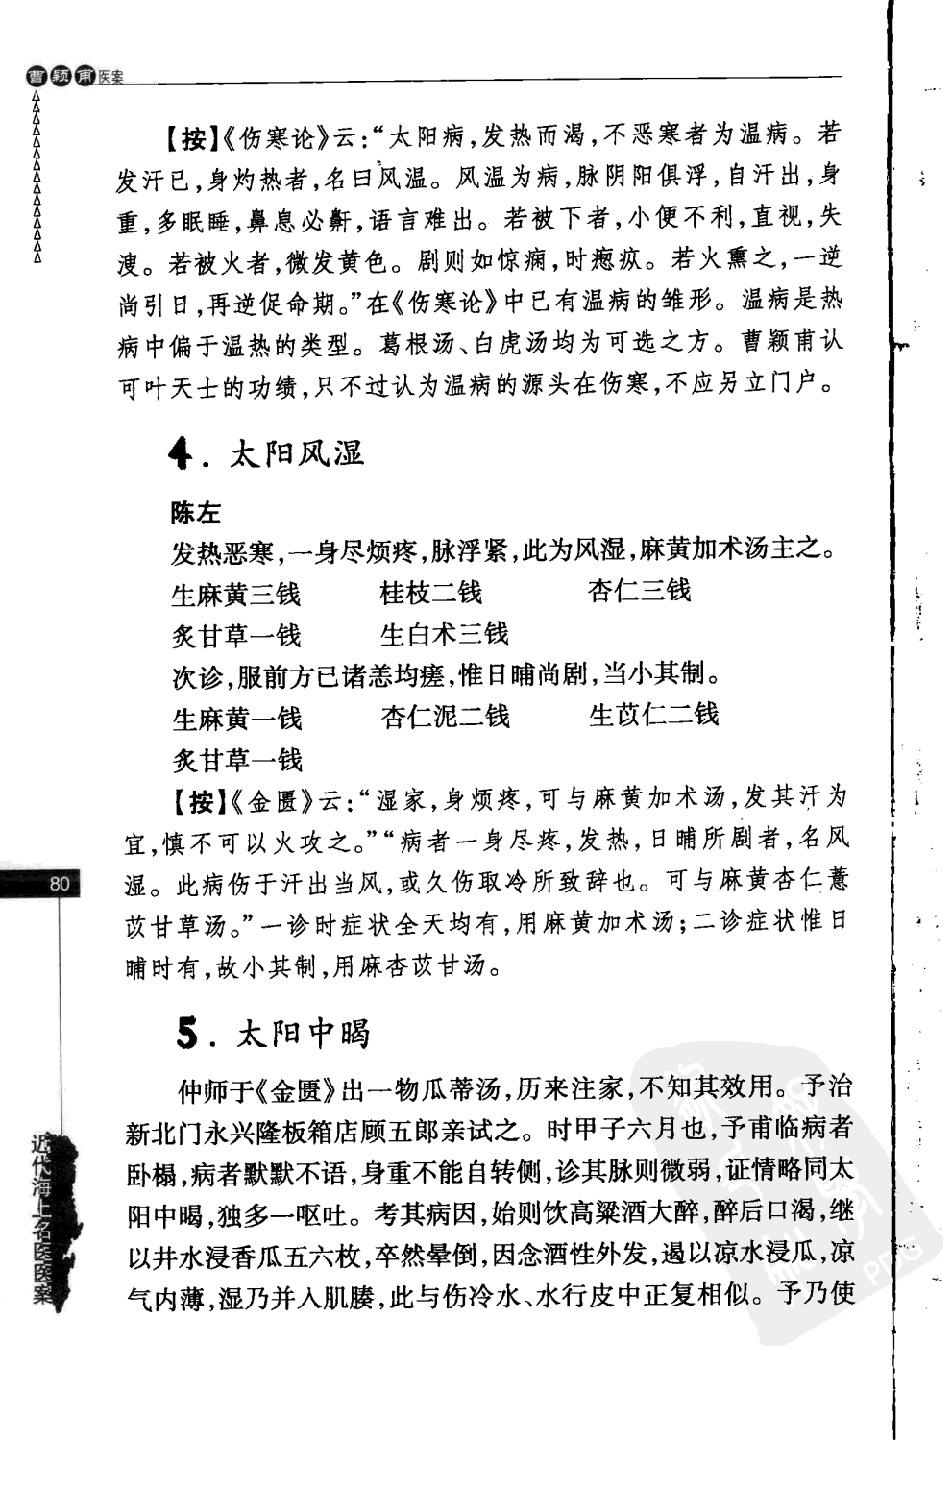 曹颖甫医案
【按】《伤寒论》云:“太阳病,发热而渴,不恶寒者为温病。若
发汗已,身灼热者,名曰风温。风温为病,脉阴阳俱浮,自汗出,身
重,多眠睡,鼻息必鼾,语言难出。若被下者,小便不利,直视,失
溲。若被火者,微发黄色。剧则如惊痫,时瘛疭。若火熏之,一逆
尚引日,再逆促命期。”在《伤寒论》中已有温病的雏形。温病是热
病中偏于温热的类型。葛根汤、白虎汤均为可选之方。曹颖甫认
可叶天士的功绩,只不过认为温病的源头在伤寒,不应另立门户。
4. 太阳风湿
陈左
发热恶寒,一身尽烦疼,脉浮紧,此为风湿,麻黄加术汤主之。
生麻黄三钱 桂枝二钱 杏仁三钱
炙甘草一钱 生白术三钱
次诊,服前方已诸恙均瘥,惟日晡尚剧,当小其制。
生麻黄一钱 杏仁泥二钱 生苡仁二钱
炙甘草一钱
【按】《金匮》云:“湿家,身烦疼,可与麻黄加术汤,发其汗为
宜,慎不可以火攻之。”“病者一身尽疼,发热,日晡所剧者,名风
湿。此病伤于汗出当风,或久伤取冷所致辞也。可与麻黄杏仁薏
苡甘草汤。”一诊时症状全天均有,用麻黄加术汤;二诊症状惟日
晡时有,故小其制,用麻杏苡甘汤。
80
5. 太阳中暍
仲师于《金匮》出一物瓜蒂汤,历来注家,不知其效用。予治
新北门永兴隆板箱店顾五郎亲试之。时甲子六月也,予甫临病者
卧榻,病者默默不语,身重不能自转侧,诊其脉则微弱,证情略同太
阳中暍,独多一呕吐。考其病因,始则饮高粱酒大醉,醉后口渴,继
以井水浸香瓜五六枚,卒然晕倒,因念酒性外发,遏以凉水浸瓜,凉
气内薄,湿乃并入肌腠,此与伤冷水、水行皮中正复相似。予乃使
近代海上名医医案
PDG